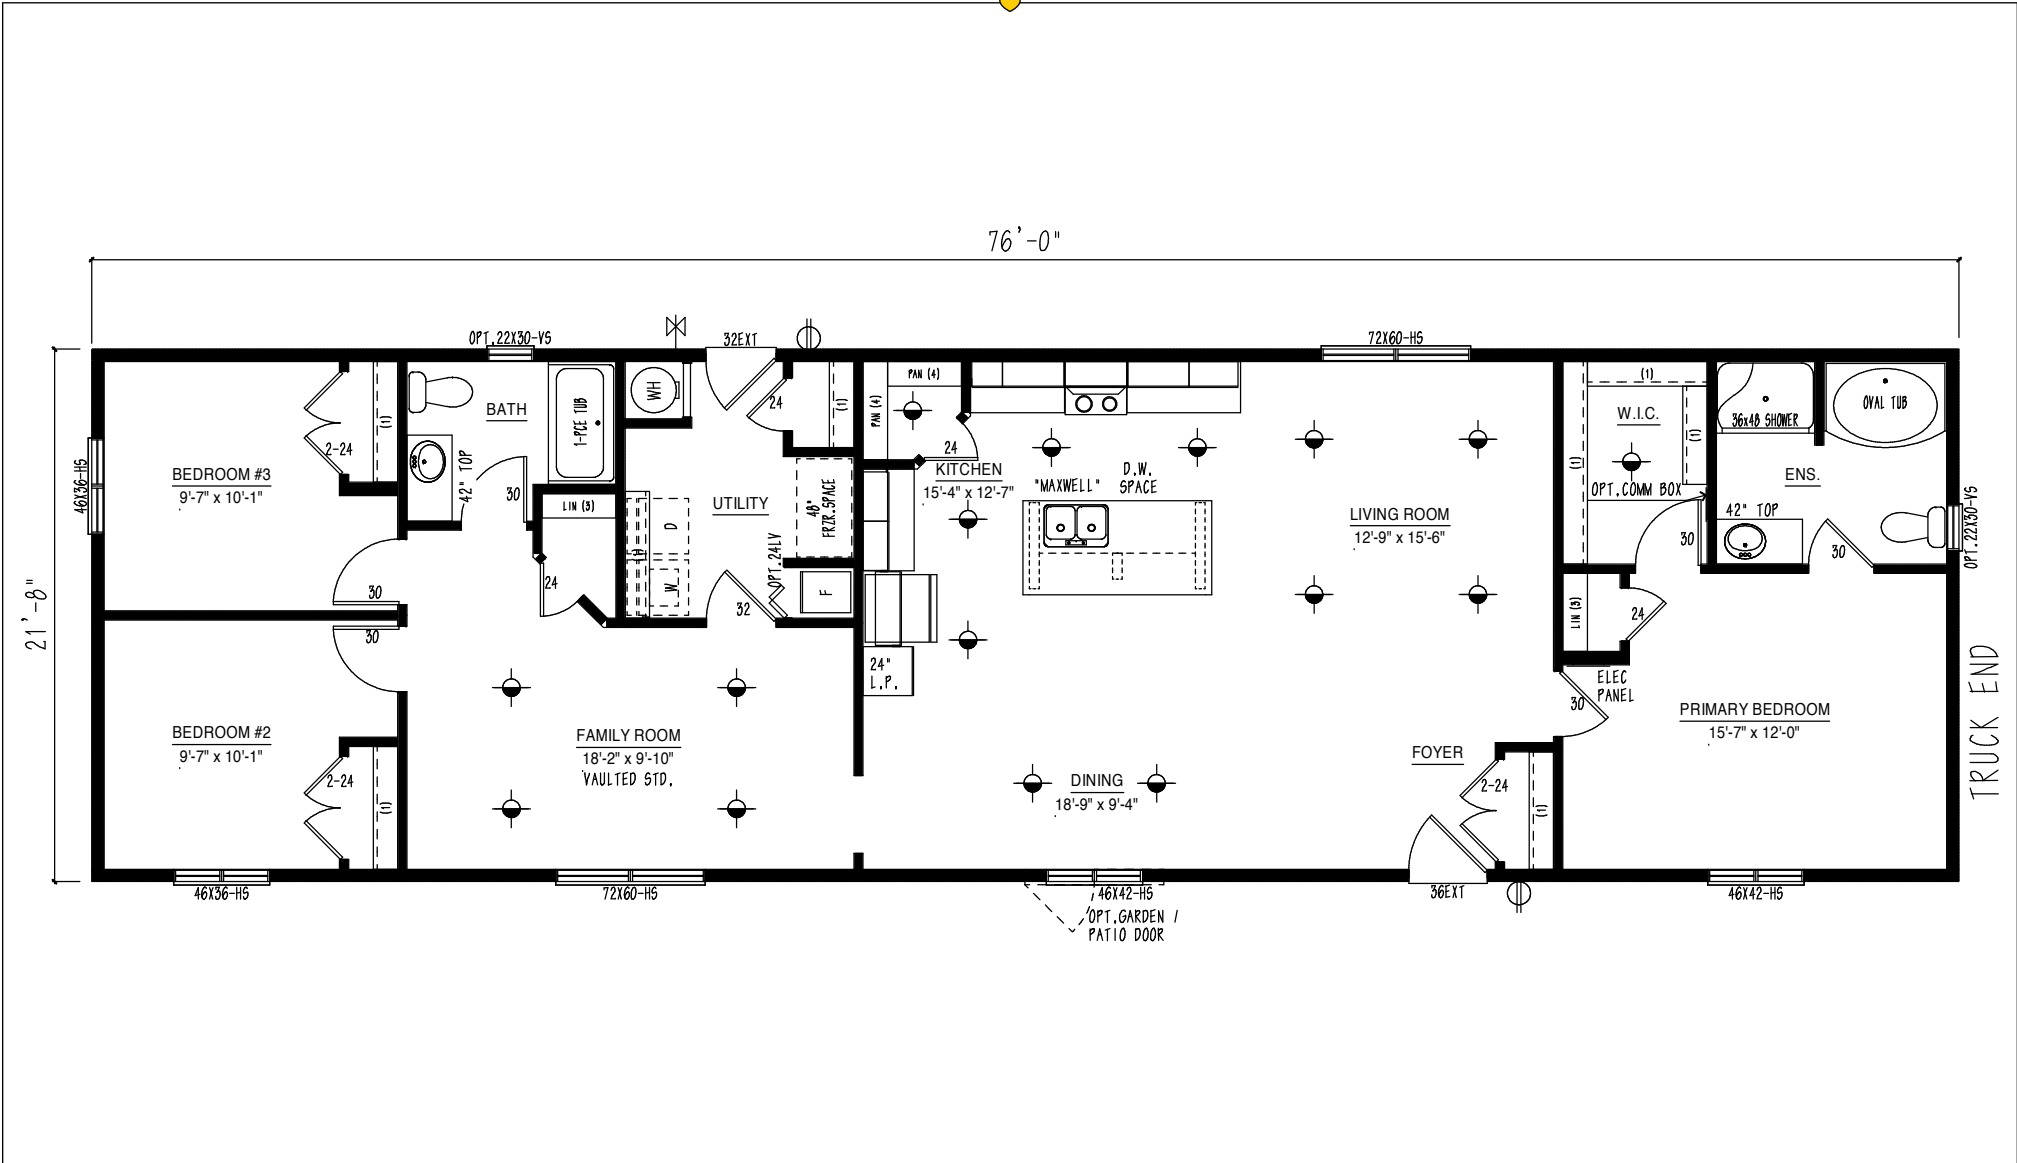 76'-0"
OPT.22X30-VS
32EXT
72X60-HS
PAN (4)
(1)
WH
24
BATH
1-PCE TUB
(1)
PAN (4)
W.I.C.
OVAL TUB
36x48 SHOWER
(1)
2-24
24
(1)
(1)
BEDROOM #3
9'-7" x 10'-1"
46X36-HS
42" TOP
30
LIN (3)
UTILITY
48"
FRZR.SPACE
KITCHEN
15'-4" x 12'-7"
"MAXWELL"
D.W.
SPACE
LIVING ROOM
12'-9" x 15'-6"
OPT.COMM BOX
ENS.
42" TOP
30
30
OPT.22X30-VS
D
(1)
W
OPT.24LV
F
32
24
30
30
21'-8"
24"
L.P.
LIN (3)
24
ELEC
PANEL
30
PRIMARY BEDROOM
15'-7" x 12'-0"
TRUCK END
BEDROOM #2
9'-7" x 10'-1"
2-24
(1)
FAMILY ROOM
18'-2" x 9'-10"
VAULTED STD.
DINING
18'-9" x 9'-4"
FOYER
2-24
(1)
46X36-HS
72X60-HS
46X42-HS
36EXT
46X42-HS
OPT.GARDEN /
PATIO DOOR